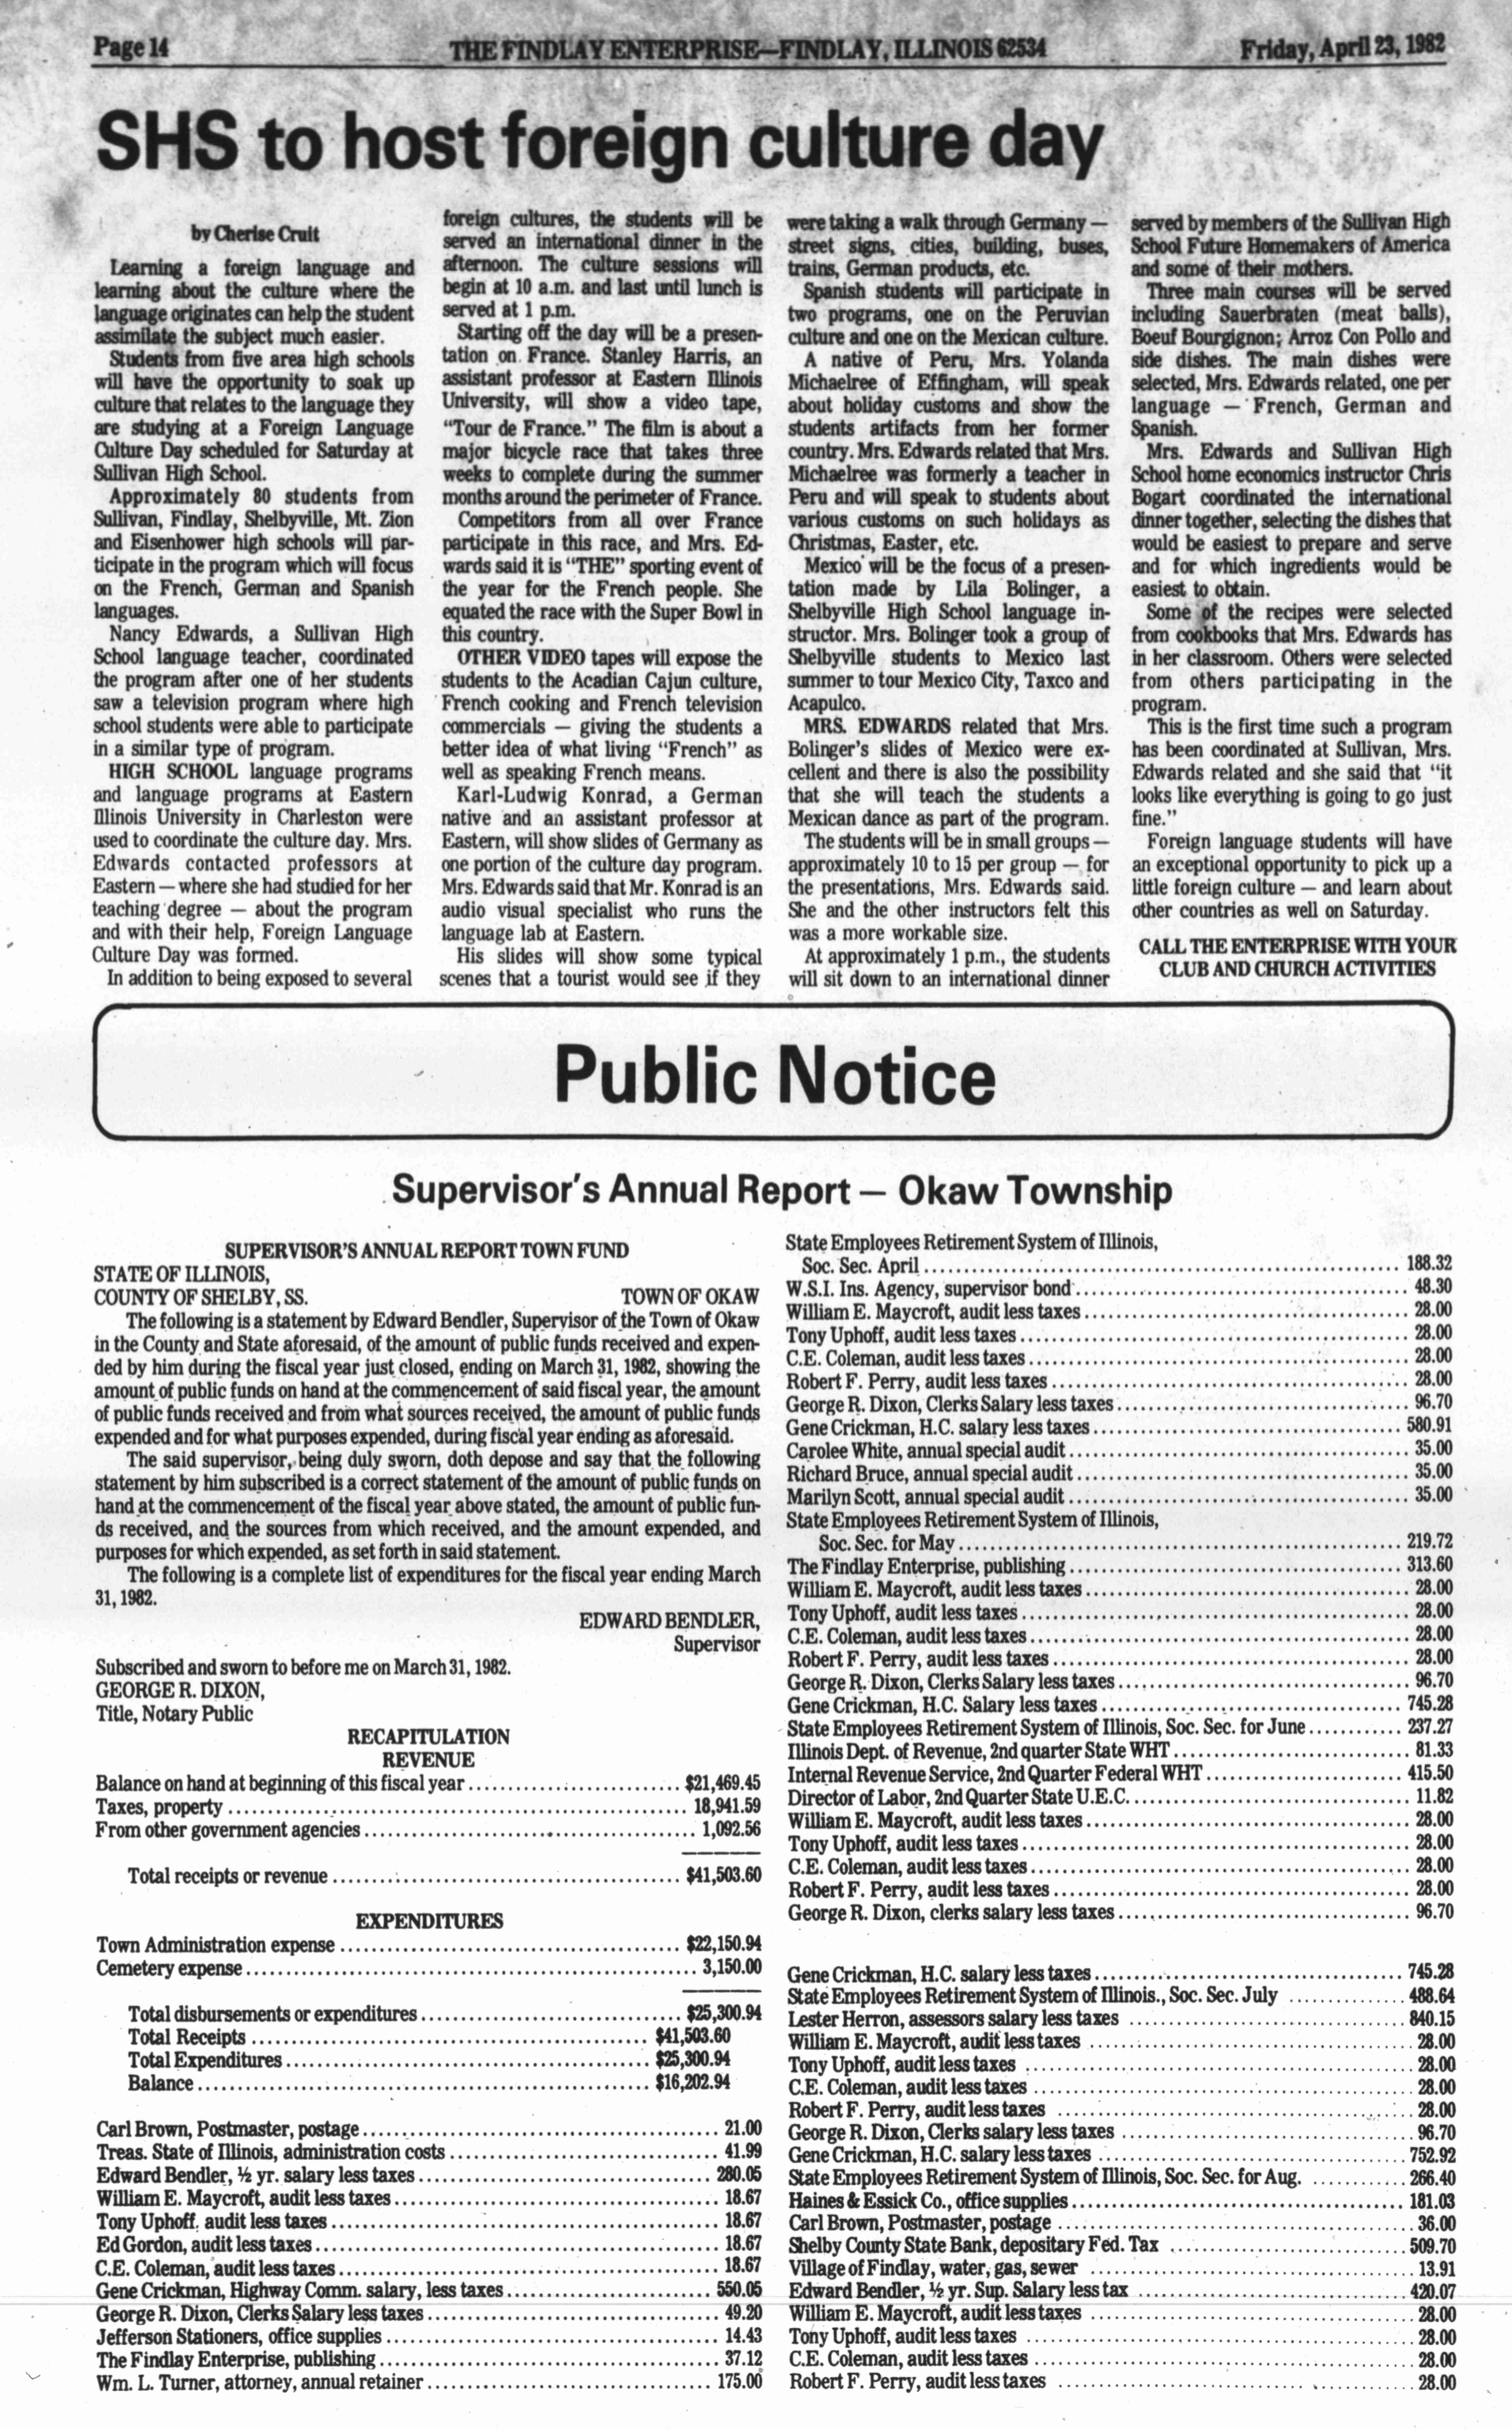 Page 14
THE FINDLAY ENTERPRISE—FINDLAY, ILLINOIS 62534
Friday, April 23, 1982
SHS to host foreign culture day
by Cherise Cruit
Learning a foreign language and
learning about the culture where the
language originates can help the student
assimilate the subject much easier.
Students from five area high schools
will have the opportunity to soak up
culture that relates to the language they
are studying at a Foreign Language
Culture Day scheduled for Saturday at
Sullivan High School.
Approximately 80 students from
Sullivan, Findlay, Shelbyville, Mt. Zion
and Eisenhower high schools will par-
ticipate in the program which will focus
on the French, German and Spanish
languages.
Nancy Edwards, a Sullivan High
School language teacher, coordinated
the program after one of her students
saw a television program where high
school students were able to participate
in a similar type of program.
HIGH SCHOOL language programs
and language programs at Eastern
Illinois University in Charleston were
used to coordinate the culture day. Mrs.
Edwards contacted professors at
Eastern — where she had studied for her
teaching degree — about the program
and with their help, Foreign Language
Culture Day was formed.
In addition to being exposed to several
foreign cultures, the students will be
served an international dinner in the
afternoon. The culture sessions will
begin at 10 a.m. and last until lunch is
served at 1 p.m.
Starting off the day will be a presen-
tation on France. Stanley Harris, an
assistant professor at Eastern Illinois
University, will show a video tape,
"Tour de France." The film is about a
major bicycle race that takes three
weeks to complete during the summer
months around the perimeter of France.
Competitors from all over France
participate in this race, and Mrs. Ed-
wards said it is "THE" sporting event of
the year for the French people. She
equated the race with the Super Bowl in
this country.
OTHER VIDEO tapes will expose the
students to the Acadian Cajun culture,
French cooking and French television
commercials — giving the students a
better idea of what living "French" as
well as speaking French means.
Karl-Ludwig Konrad, a German
native and an assistant professor at
Eastern, will show slides of Germany as
one portion of the culture day program.
Mrs. Edwards said that Mr. Konrad is an
audio visual specialist who runs the
language lab at Eastern.
His slides will show some typical
scenes that a tourist would see if they
were taking a walk through Germany —
street signs, cities, building, buses,
trains, German products, etc.
Spanish students will participate in
two programs, one on the Peruvian
culture and one on the Mexican culture.
A native of Peru, Mrs. Yolanda
Michaelree of Effingham, will speak
about holiday customs and show the
students artifacts from her former
country. Mrs. Edwards related that Mrs.
Michaelree was formerly a teacher in
Peru and will speak to students about
various customs on such holidays as
Christmas, Easter, etc.
Mexico will be the focus of a presen-
tation made by Lila Bolinger, a
Shelbyville High School language in-
structor. Mrs. Bolinger took a group of
Shelbyville students to Mexico last
summer to tour Mexico City, Taxco and
Acapulco.
MRS. EDWARDS related that Mrs.
Bolinger's slides of Mexico were ex-
cellent and there is also the possibility
that she will teach the students a
Mexican dance as part of the program.
The students will be in small groups —
approximately 10 to 15 per group — for
the presentations, Mrs. Edwards said.
She and the other instructors felt this
was a more workable size.
At approximately 1 p.m., the students
will sit down to an international dinner
served by members of the Sullivan High
School Future Homemakers of America
and some of their mothers.
Three main courses will be served
including Sauerbraten (meat balls),
Boeuf Bourgignon; Arroz Con Pollo and
side dishes. The main dishes were
selected, Mrs. Edwards related, one per
language — French, German and
Spanish.
Mrs. Edwards and Sullivan High
School home economics instructor Chris
Bogart coordinated the international
dinner together, selecting the dishes that
would be easiest to prepare and serve
and for which ingredients would be
easiest to obtain.
Some of the recipes were selected
from cookbooks that Mrs. Edwards has
in her classroom. Others were selected
from others participating in the
program.
This is the first time such a program
has been coordinated at Sullivan, Mrs.
Edwards related and she said that "it
looks like everything is going to go just
fine."
Foreign language students will have
an exceptional opportunity to pick up a
little foreign culture — and learn about
other countries as well on Saturday.
CALL THE ENTERPRISE WITH YOUR
CLUB AND CHURCH ACTIVITIES
Public Notice
Supervisor's Annual Report — Okaw Township
SUPERVISOR'S ANNUAL REPORT TOWN FUND
STATE OF ILLINOIS,
COUNTY OF SHELBY, SS. TOWN OF OKAW
The following is a statement by Edward Bendler, Supervisor of the Town of Okaw
in the County and State aforesaid, of the amount of public funds received and expen-
ded by him during the fiscal year just closed, ending on March 31, 1982, showing the
amount of public funds on hand at the commencement of said fiscal year, the amount
of public funds received and from what sources received, the amount of public funds
expended and for what purposes expended, during fiscal year ending as aforesaid.
The said supervisor, being duly sworn, doth depose and say that the following
statement by him subscribed is a correct statement of the amount of public funds on
hand at the commencement of the fiscal year above stated, the amount of public fun-
ds received, and the sources from which received, and the amount expended, and
purposes for which expended, as set forth in said statement.
The following is a complete list of expenditures for the fiscal year ending March
31, 1982.
EDWARD BENDLER,
Supervisor
Subscribed and sworn to before me on March 31, 1982.
GEORGE R. DIXON,
Title, Notary Public
RECAPITULATION
REVENUE
Balance on hand at beginning of this fiscal year ........ $21,469.45
Taxes, property ........ 18,941.59
From other government agencies ........ 1,092.56
Total receipts or revenue ........ $41,503.60
EXPENDITURES
Town Administration expense ........ $22,150.94
Cemetery expense ........ 3,150.00
Total disbursements or expenditures ........ $25,300.94
Total Receipts ........ $41,503.60
Total Expenditures ........ $25,300.94
Balance ........ $16,202.94
Carl Brown, Postmaster, postage ........ 21.00
Treas. State of Illinois, administration costs ........ 41.99
Edward Bendler, ½ yr. salary less taxes ........ 280.05
William E. Maycroft, audit less taxes ........ 18.67
Tony Uphoff, audit less taxes ........ 18.67
Ed Gordon, audit less taxes ........ 18.67
C.E. Coleman, audit less taxes ........ 18.67
Gene Crickman, Highway Comm. salary, less taxes ........ 550.05
George R. Dixon, Clerks Salary less taxes ........ 49.20
Jefferson Stationers, office supplies ........ 14.43
The Findlay Enterprise, publishing ........ 37.12
Wm. L. Turner, attorney, annual retainer ........ 175.00
State Employees Retirement System of Illinois,
Soc. Sec. April ........ 188.32
W.S.I. Ins. Agency, supervisor bond ........ 48.30
William E. Maycroft, audit less taxes ........ 28.00
Tony Uphoff, audit less taxes ........ 28.00
C.E. Coleman, audit less taxes ........ 28.00
Robert F. Perry, audit less taxes ........ 28.00
George R. Dixon, Clerks Salary less taxes ........ 96.70
Gene Crickman, H.C. salary less taxes ........ 580.91
Carolee White, annual special audit ........ 35.00
Richard Bruce, annual special audit ........ 35.00
Marilyn Scott, annual special audit ........ 35.00
State Employees Retirement System of Illinois,
Soc. Sec. for May ........ 219.72
The Findlay Enterprise, publishing ........ 313.60
William E. Maycroft, audit less taxes ........ 28.00
Tony Uphoff, audit less taxes ........ 28.00
C.E. Coleman, audit less taxes ........ 28.00
Robert F. Perry, audit less taxes ........ 28.00
George R. Dixon, Clerks Salary less taxes ........ 96.70
Gene Crickman, H.C. Salary less taxes ........ 745.28
State Employees Retirement System of Illinois, Soc. Sec. for June ........ 237.27
Illinois Dept. of Revenue, 2nd quarter State WHT ........ 81.33
Internal Revenue Service, 2nd Quarter Federal WHT ........ 415.50
Director of Labor, 2nd Quarter State U.E.C. ........ 11.82
William E. Maycroft, audit less taxes ........ 28.00
Tony Uphoff, audit less taxes ........ 28.00
C.E. Coleman, audit less taxes ........ 28.00
Robert F. Perry, audit less taxes ........ 28.00
George R. Dixon, clerks salary less taxes ........ 96.70
Gene Crickman, H.C. salary less taxes ........ 745.28
State Employees Retirement System of Illinois., Soc. Sec. July ........ 488.64
Lester Herron, assessors salary less taxes ........ 840.15
William E. Maycroft, audit less taxes ........ 28.00
Tony Uphoff, audit less taxes ........ 28.00
C.E. Coleman, audit less taxes ........ 28.00
Robert F. Perry, audit less taxes ........ 28.00
George R. Dixon, Clerks salary less taxes ........ 96.70
Gene Crickman, H.C. salary less taxes ........ 752.92
State Employees Retirement System of Illinois, Soc. Sec. for Aug. ........ 266.40
Haines & Essick Co., office supplies ........ 181.03
Carl Brown, Postmaster, postage ........ 36.00
Shelby County State Bank, depositary Fed. Tax ........ 509.70
Village of Findlay, water, gas, sewer ........ 13.91
Edward Bendler, ½ yr. Sup. Salary less tax ........ 420.07
William E. Maycroft, audit less taxes ........ 28.00
Tony Uphoff, audit less taxes ........ 28.00
C.E. Coleman, audit less taxes ........ 28.00
Robert F. Perry, audit less taxes ........ 28.00